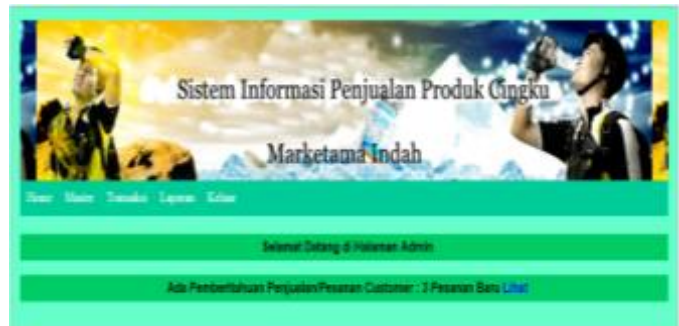 Sistem Informasi Penjualan Produk Cingku
Marketama Indah
Home Master Transaksi Laporan Keluar
Selamat Datang di Halaman Admin
Ada Pemberitahuan Penjualan/Pesanan Customer : 3 Pesanan Baru Lihat